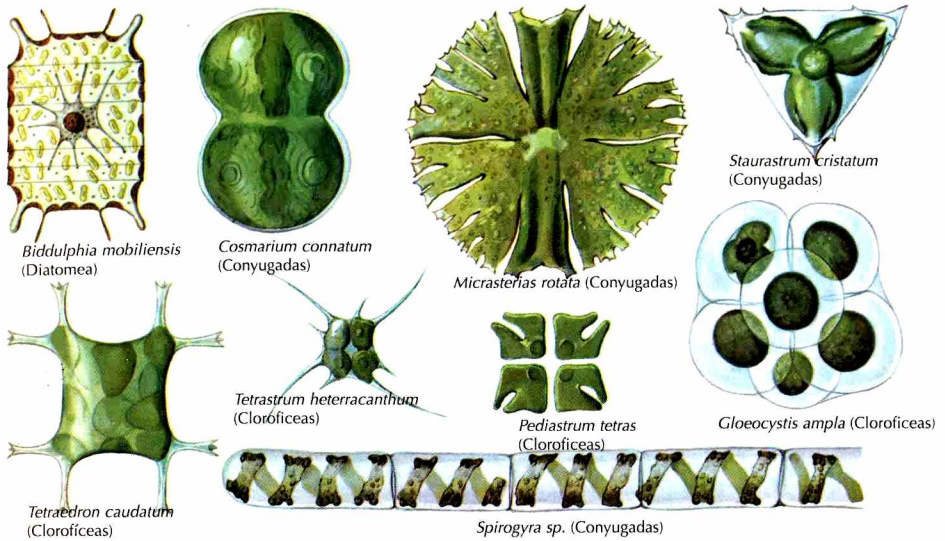 Biddulphia mobiliensis
(Diatomea)
Cosmarium connatum
(Conyugadas)
Micrasterias rotata (Conyugadas)
Staurastrum cristatum
(Conyugadas)
Tetraedron caudatum
(Clorofíceas)
Tetrastrum heterracanthum
(Cloroficeas)
Pediastrum tetras
(Cloroficeas)
Gloeocystis ampla (Cloroficeas)
Spirogyra sp. (Conyugadas)